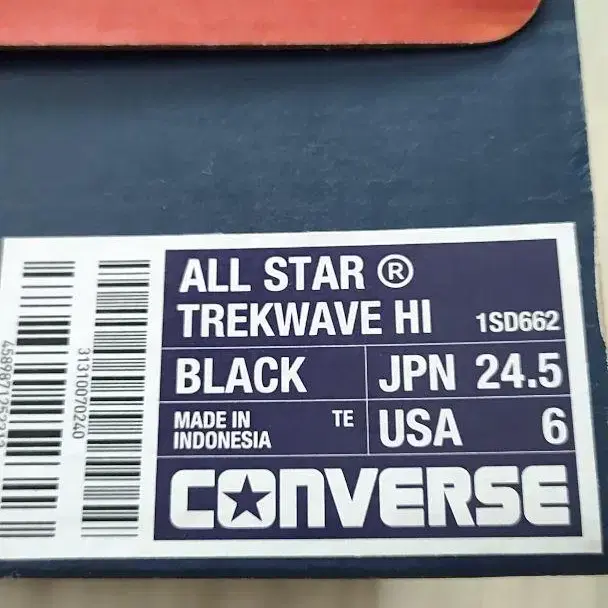 ALL STAR ®
TREKWAVE HI 1SD662
BLACK JPN 24.5
MADE IN INDONESIA TE USA 6
CONVERSE
31310070240